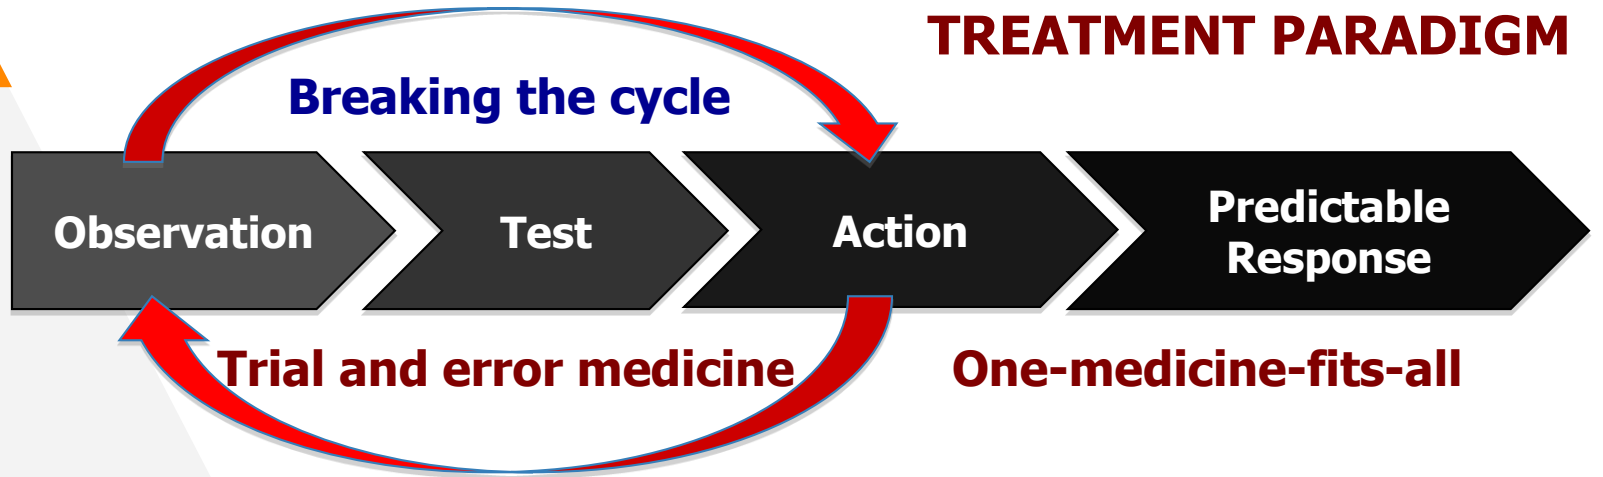 TREATMENT PARADIGM
Breaking the cycle
Observation
Test
Action
Predictable
Response
Trial and error medicine
One-medicine-fits-all